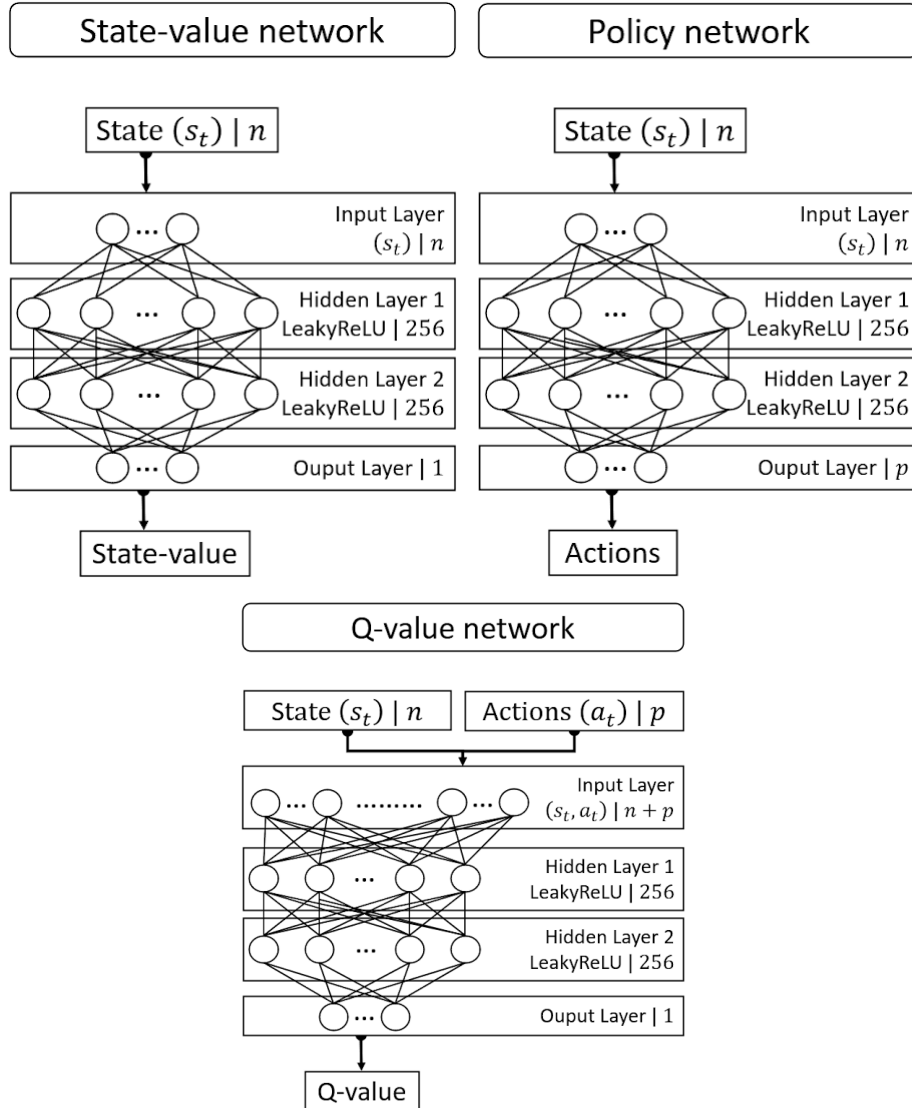 State-value network
State (s_t) | n
Input Layer
(s_t) | n
...
Hidden Layer 1
LeakyReLU | 256
...
Hidden Layer 2
LeakyReLU | 256
...
Ouput Layer | 1
...
State-value
Policy network
State (s_t) | n
Input Layer
(s_t) | n
...
Hidden Layer 1
LeakyReLU | 256
...
Hidden Layer 2
LeakyReLU | 256
...
Ouput Layer | p
...
Actions
Q-value network
State (s_t) | n
Actions (a_t) | p
Input Layer
(s_t, a_t) | n + p
... ......... ...
Hidden Layer 1
LeakyReLU | 256
...
Hidden Layer 2
LeakyReLU | 256
...
Ouput Layer | 1
...
Q-value